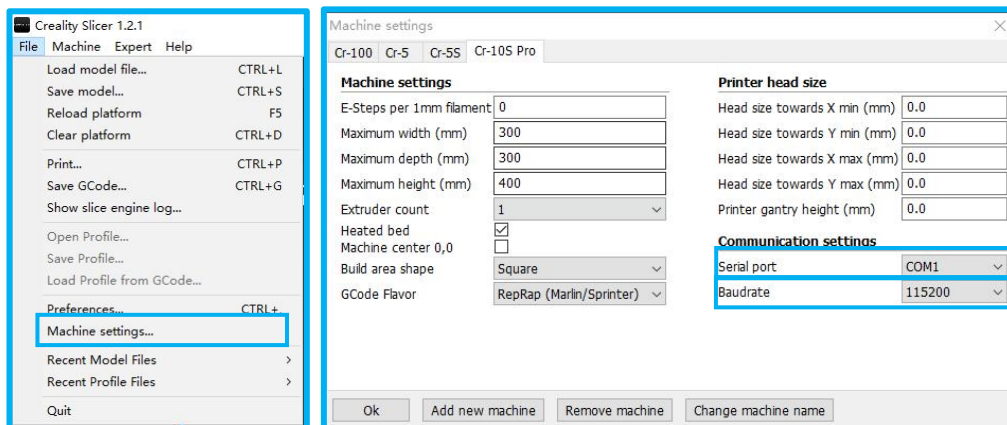 Creality Slicer 1.2.1
File Machine Expert Help
Load model file... CTRL+L
Save model... CTRL+S
Reload platform F5
Clear platform CTRL+D
Print... CTRL+P
Save GCode... CTRL+G
Show slice engine log...
Open Profile...
Save Profile...
Load Profile from GCode...
Preferences... CTRL+,
Machine settings...
Recent Model Files >
Recent Profile Files >
Quit
Machine settings
Cr-100 Cr-5 Cr-5S Cr-10S Pro
Machine settings
E-Steps per 1mm filament 0
Maximum width (mm) 300
Maximum depth (mm) 300
Maximum height (mm) 400
Extruder count 1
Heated bed
Machine center 0,0
Build area shape Square
GCode Flavor RepRap (Marlin/Sprinter)
Printer head size
Head size towards X min (mm) 0.0
Head size towards Y min (mm) 0.0
Head size towards X max (mm) 0.0
Head size towards Y max (mm) 0.0
Printer gantry height (mm) 0.0
Communication settings
Serial port COM1
Baudrate 115200
Ok Add new machine Remove machine Change machine name